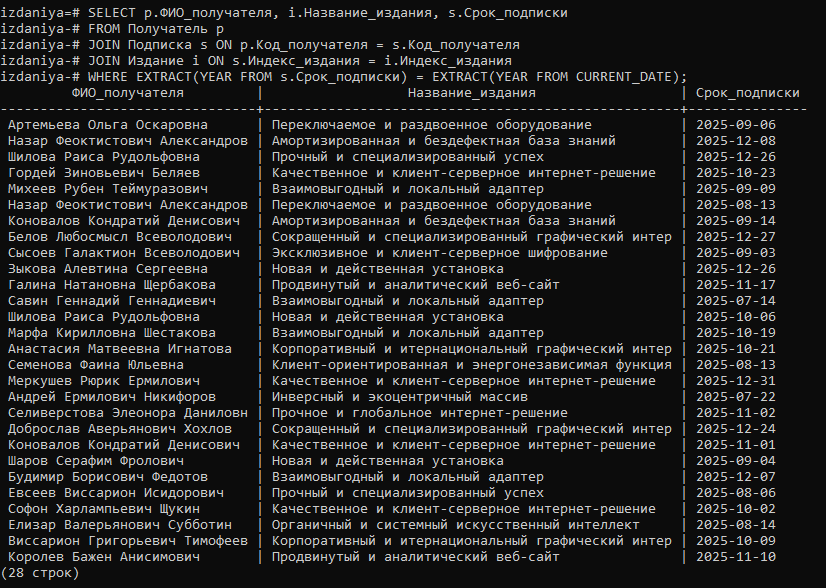 izdaniya=# SELECT p.ФИО_получателя, i.Название_издания, s.Срок_подписки
izdaniya-# FROM Получатель p
izdaniya-# JOIN Подписка s ON p.Код_получателя = s.Код_получателя
izdaniya-# JOIN Издание i ON s.Индекс_издания = i.Индекс_издания
izdaniya-# WHERE EXTRACT(YEAR FROM s.Срок_подписки) = EXTRACT(YEAR FROM CURRENT_DATE);
ФИО_получателя | Название_издания | Срок_подписки
--------------------------------+----------------------------------------------------+---------------
Артемьева Ольга Оскаровна | Переключаемое и раздвоенное оборудование | 2025-09-06
Назар Феоктистович Александров | Амортизированная и бездефектная база знаний | 2025-12-08
Шилова Раиса Рудольфовна | Прочный и специализированный успех | 2025-12-26
Гордей Зиновьевич Беляев | Качественное и клиент-серверное интернет-решение | 2025-10-23
Михеев Рубен Теймуразович | Взаимовыгодный и локальный адаптер | 2025-09-09
Назар Феоктистович Александров | Переключаемое и раздвоенное оборудование | 2025-08-13
Коновалов Кондратий Денисович | Амортизированная и бездефектная база знаний | 2025-09-14
Белов Любосмысл Всеволодович | Сокращенный и специализированный графический интер | 2025-12-27
Сысоев Галактион Всеволодович | Эксклюзивное и клиент-серверное шифрование | 2025-09-03
Зыкова Алевтина Сергеевна | Новая и действенная установка | 2025-12-26
Галина Натановна Щербакова | Продвинутый и аналитический веб-сайт | 2025-11-17
Савин Геннадий Геннадиевич | Взаимовыгодный и локальный адаптер | 2025-07-14
Шилова Раиса Рудольфовна | Новая и действенная установка | 2025-10-06
Марфа Кирилловна Шестакова | Взаимовыгодный и локальный адаптер | 2025-10-19
Анастасия Матвеевна Игнатова | Корпоративный и итернациональный графический интер | 2025-10-21
Семенова Фаина Юльевна | Клиент-ориентированная и энергонезависимая функция | 2025-08-13
Меркушев Рюрик Ермилович | Качественное и клиент-серверное интернет-решение | 2025-12-31
Андрей Ермилович Никифоров | Инверсный и экоцентричный массив | 2025-07-22
Селиверстова Элеонора Даниловн | Прочное и глобальное интернет-решение | 2025-11-02
Доброслав Аверьянович Хохлов | Сокращенный и специализированный графический интер | 2025-12-24
Коновалов Кондратий Денисович | Качественное и клиент-серверное интернет-решение | 2025-11-01
Шаров Серафим Фролович | Новая и действенная установка | 2025-09-04
Будимир Борисович Федотов | Взаимовыгодный и локальный адаптер | 2025-12-07
Евсеев Виссарион Исидорович | Прочный и специализированный успех | 2025-08-06
Софон Харлампьевич Щукин | Качественное и клиент-серверное интернет-решение | 2025-10-02
Елизар Валерьянович Субботин | Органичный и системный искусственный интеллект | 2025-08-14
Виссарион Григорьевич Тимофеев | Корпоративный и итернациональный графический интер | 2025-10-09
Королев Бажен Анисимович | Продвинутый и аналитический веб-сайт | 2025-11-10
(28 строк)